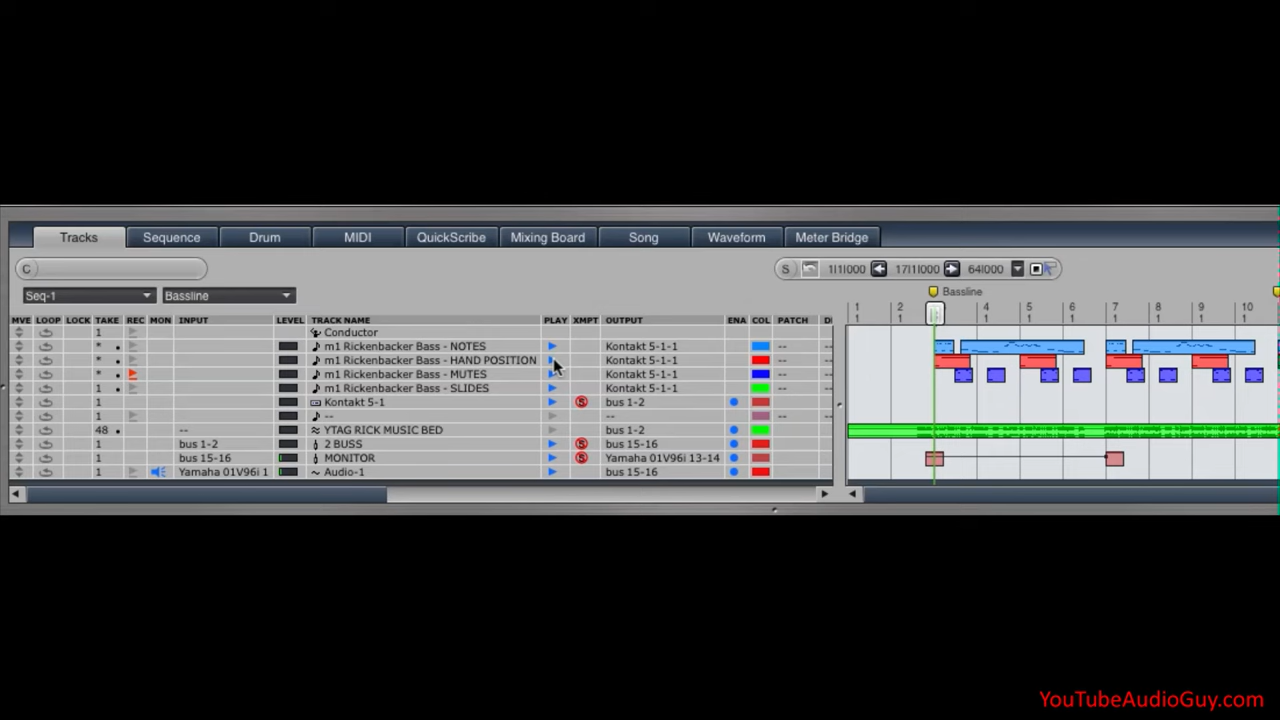 Tracks Sequence Drum MIDI QuickScribe Mixing Board Song Waveform Meter Bridge
C S 1|1|000 17|1|000 64|000
Seq-1 Bassline Bassline
1 2 4 5 6 7 8 9 10
1 1 1 1 1 1 1 1 1
MVE LOOP LOCK TAKE REC MON INPUT LEVEL TRACK NAME PLAY XMPT OUTPUT ENA COL PATCH
1 Conductor
* m1 Rickenbacker Bass - NOTES Kontakt 5-1-1 --
* m1 Rickenbacker Bass - HAND POSITION Kontakt 5-1-1 --
* m1 Rickenbacker Bass - MUTES Kontakt 5-1-1 --
1 m1 Rickenbacker Bass - SLIDES Kontakt 5-1-1 --
1 Kontakt 5-1 bus 1-2
1 -- -- --
48 -- YTAG RICK MUSIC BED bus 1-2
1 bus 1-2 2 BUSS bus 15-16
1 bus 15-16 MONITOR Yamaha 01V96i 13-14
1 Yamaha 01V96i 1 Audio-1 bus 15-16
YouTubeAudioGuy.com